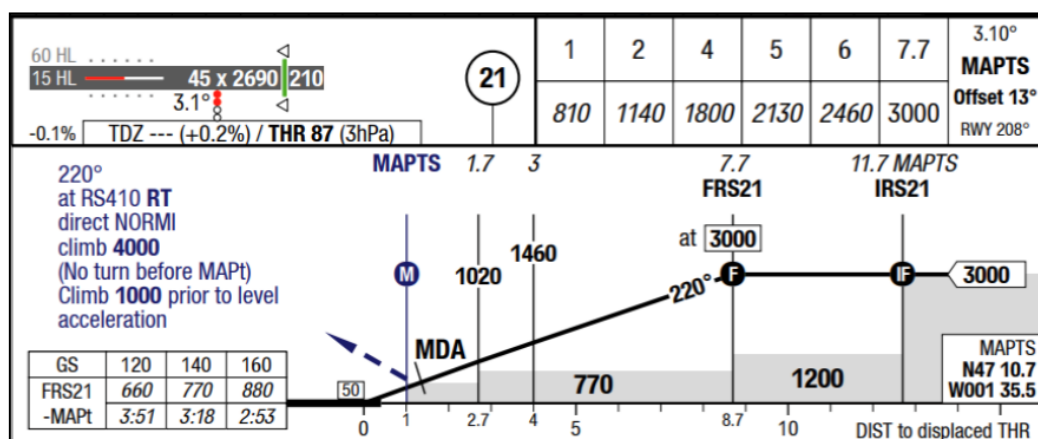 60 HL
15 HL 45 x 2690 210
3.1°
-0.1% TDZ --- (+0.2%) / THR 87 (3hPa)
21
1 2 4 5 6 7.7
810 1140 1800 2130 2460 3000
3.10°
MAPTS
Offset 13°
RWY 208°
220°
at RS410 RT
direct NORMI
climb 4000
(No turn before MAPt)
Climb 1000 prior to level
acceleration
MAPTS 1.7 3 7.7 11.7 MAPTS
FRS21 IRS21
at 3000
1460
1020
M F IF 3000
220°
MDA
770
1200
50
MAPTS
N47 10.7
W001 35.5
GS 120 140 160
FRS21 660 770 880
-MAPt 3:51 3:18 2:53
0 1 2.7 4 5 8.7 10 DIST to displaced THR